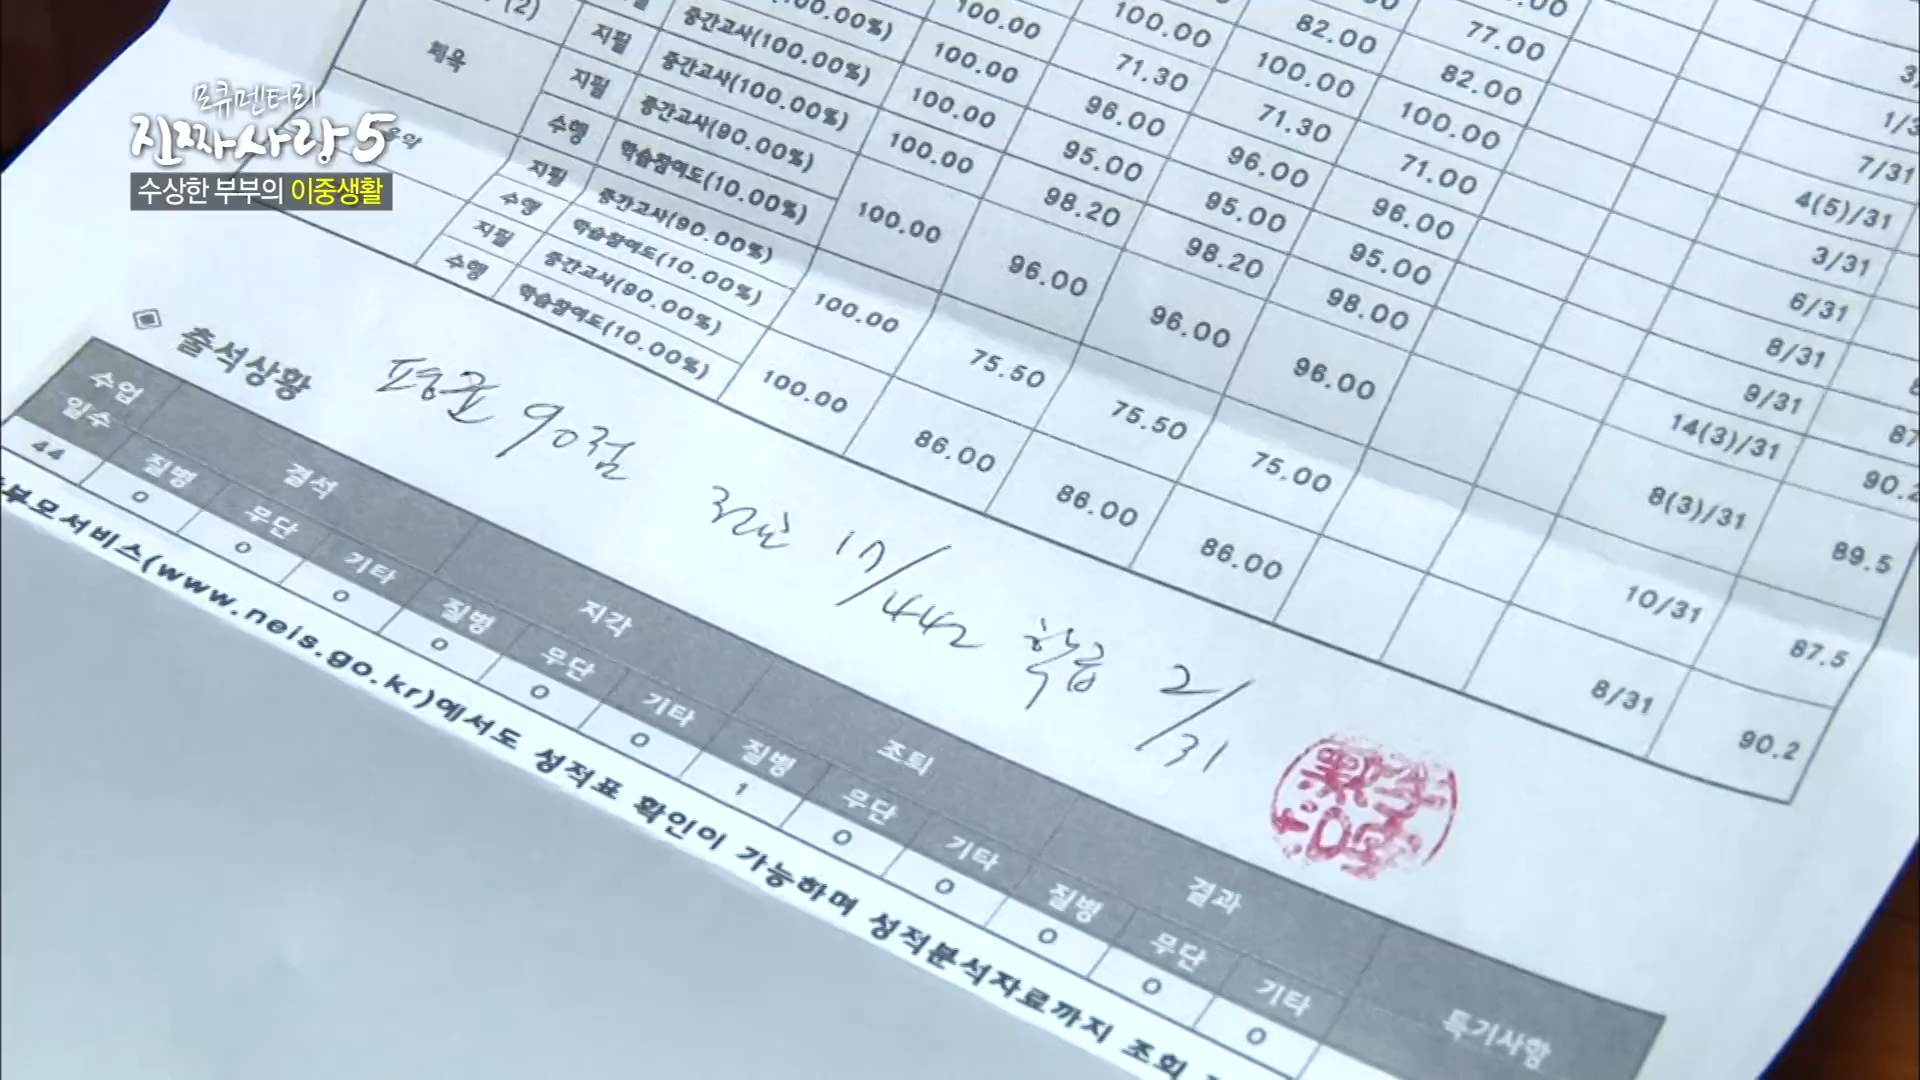 모큐멘터리
진짜사랑5
수상한 부부의 이중생활
(2)
체육
지필 중간고사(100.00%) 100.00 71.30 100.00 82.00 1/3
지필 중간고사(100.00%) 100.00 96.00 71.30 100.00 7/31
지필 중간고사(90.00%) 100.00 95.00 96.00 71.00 4(5)/31
수행 학습참여도(10.00%) 100.00 98.20 95.00 96.00 3/31
지필 중간고사(90.00%) 100.00 96.00 98.20 95.00 6/31
수행 학습참여도(10.00%) 100.00 75.50 96.00 98.00 8/31
지필 중간고사(90.00%) 100.00 86.00 75.50 96.00 9/31 87
수행 학습참여도(10.00%) 86.00 75.00 14(3)/31 90.2
86.00 8(3)/31 89.5
10/31 87.5
8/31 90.2
출석상황
평균 90점 전교 17/442 학급 2/31
수업일수 결석 지각 조퇴 결과 특기사항
질병 무단 기타 질병 무단 기타 질병 무단 기타 질병 무단 기타
44 0 0 0 0 0 0 1 0 0 0 0 0
부모서비스(www.neis.go.kr)에서도 성적표 확인이 가능하며 성적분석자료까지 조회